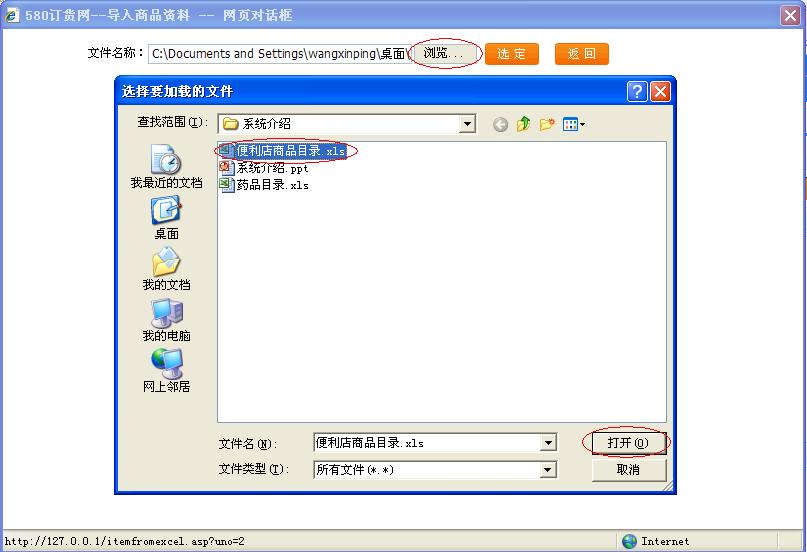 580订货网--导入商品资料 -- 网页对话框
文件名称： C:\Documents and Settings\wangxinping\桌面\ 浏览... 选 定 返 回
选择要加载的文件
查找范围(I): 系统介绍
便利店商品目录.xls
系统介绍.ppt
药品目录.xls
我最近的文档
桌面
我的文档
我的电脑
网上邻居
文件名(N): 便利店商品目录.xls 打开(O)
文件类型(T): 所有文件(*.*) 取消
http://127.0.0.1/itemfromexcel.asp?uno=2 Internet